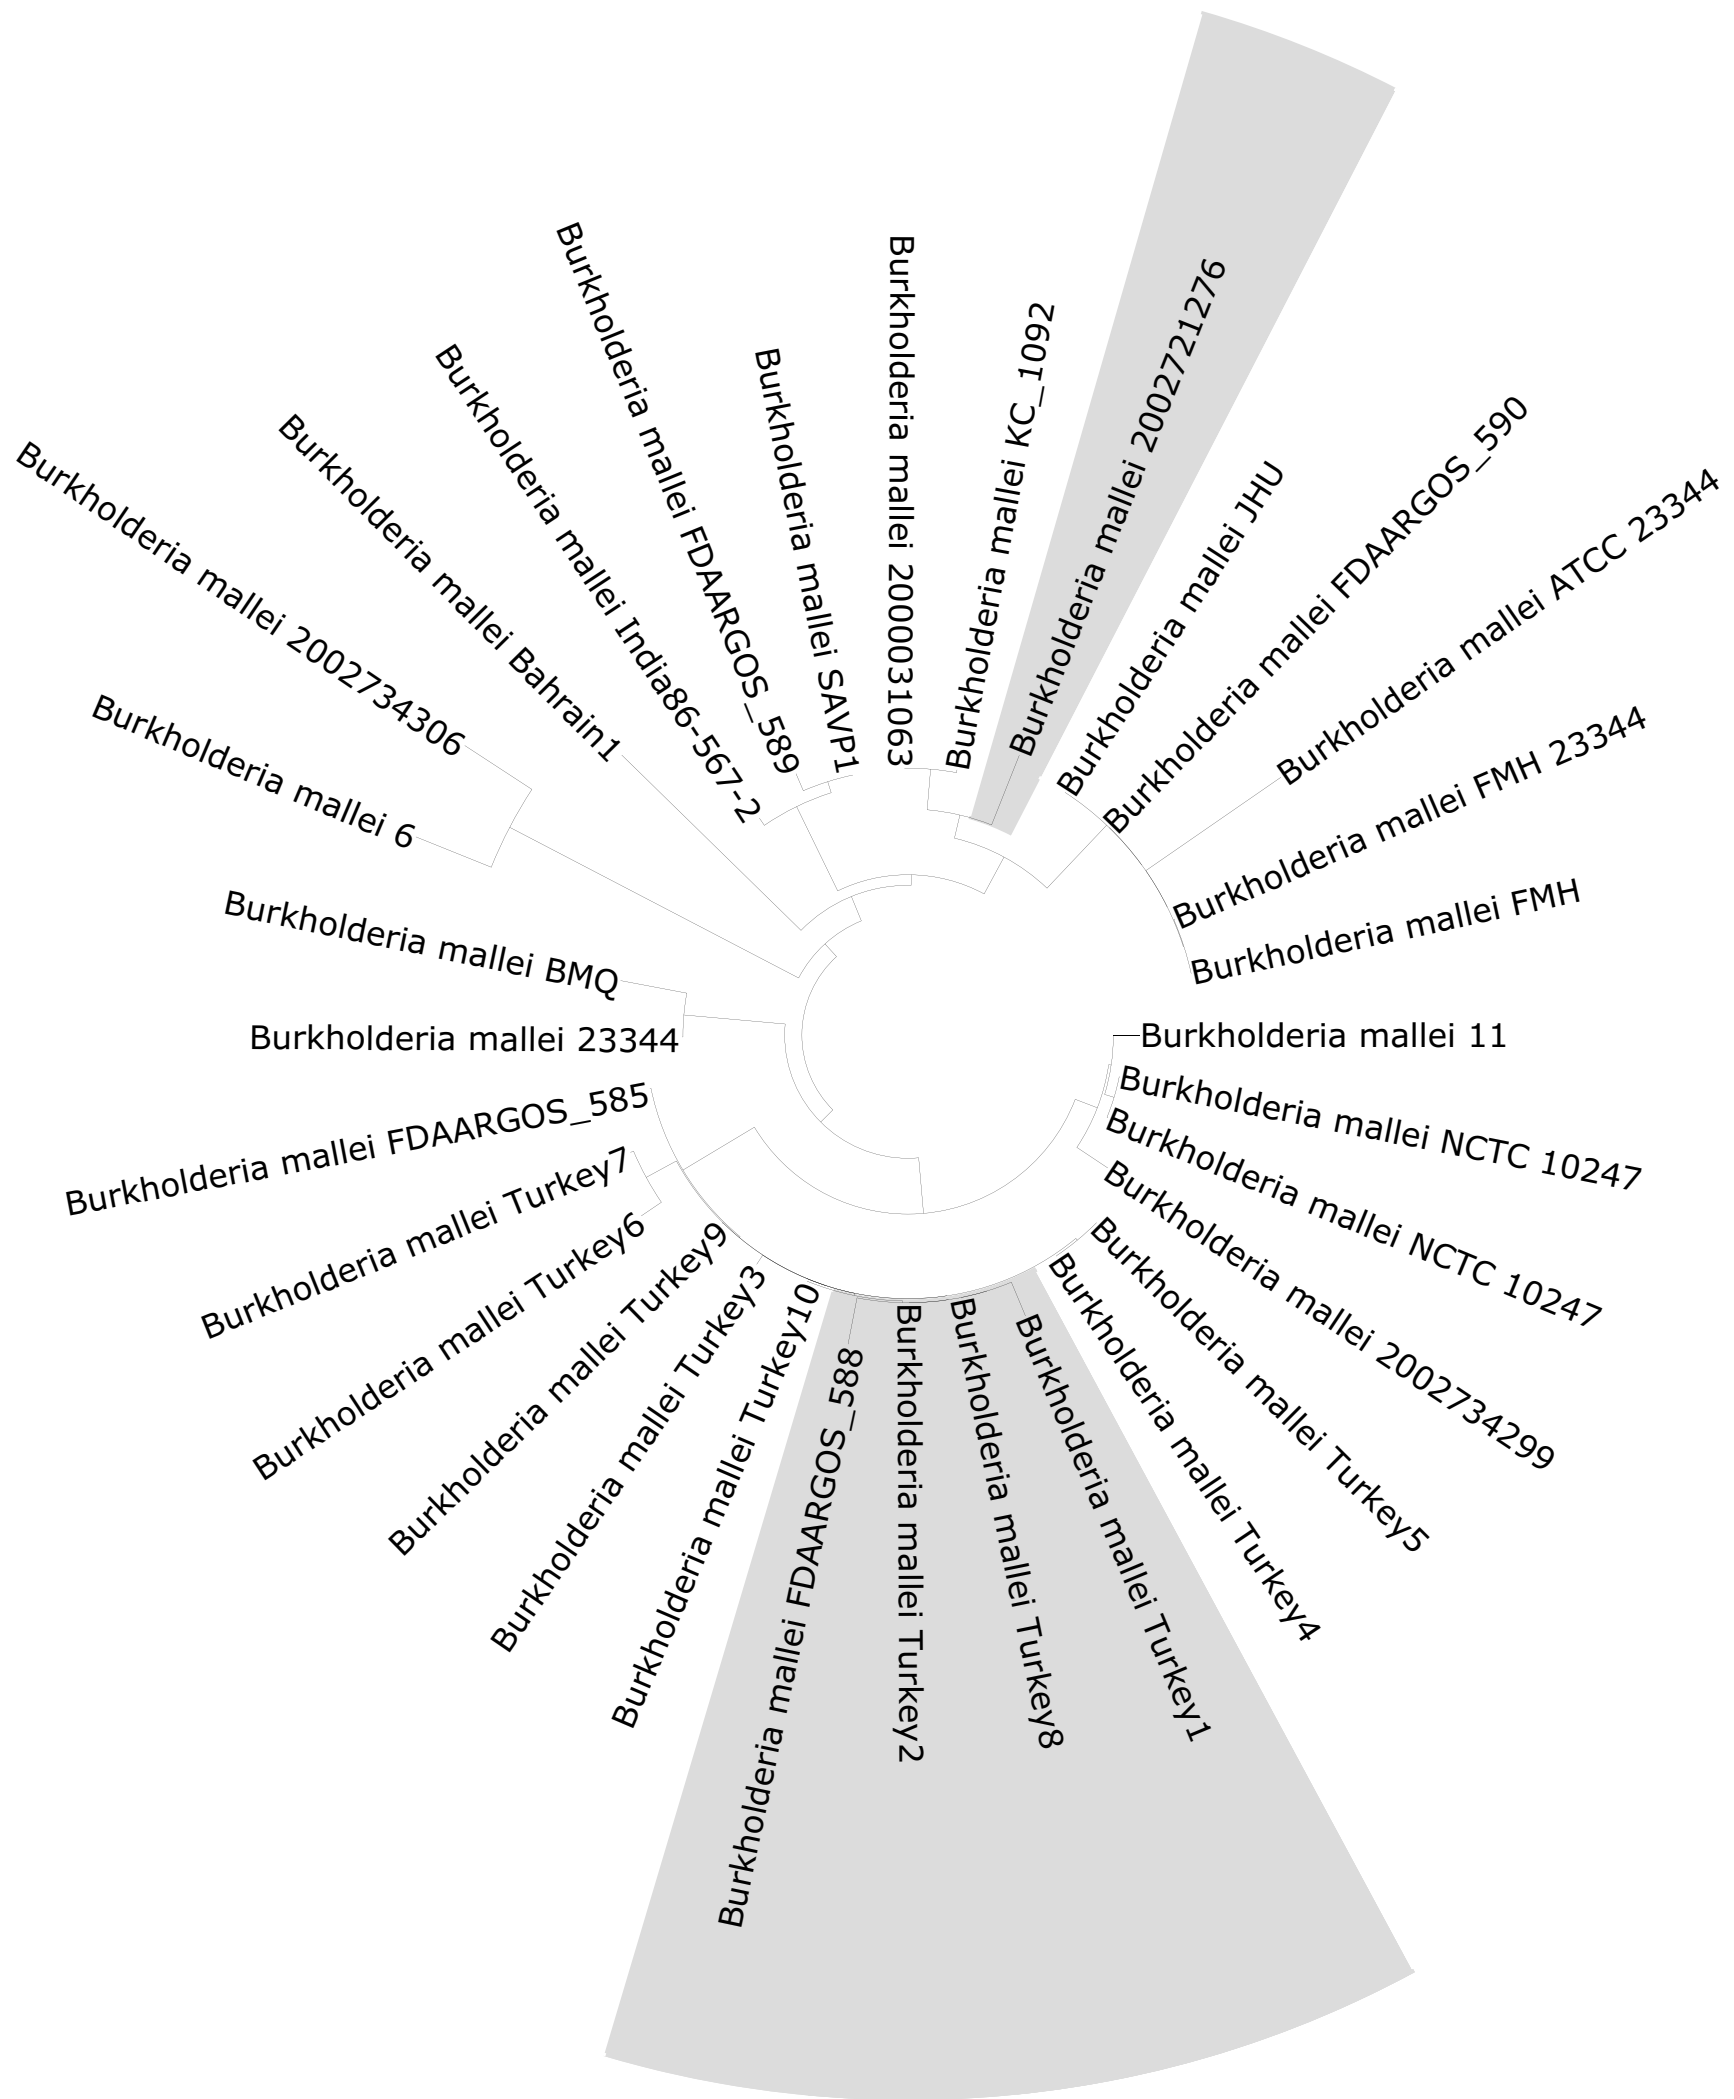 Burkholderia mallei 2000031063
Burkholderia mallei KC_1092
Burkholderia mallei 2002721276
Burkholderia mallei JHU
Burkholderia mallei FDAARGOS_590
Burkholderia mallei ATCC 23344
Burkholderia mallei FMH 23344
Burkholderia mallei FMH
Burkholderia mallei 11
Burkholderia mallei NCTC 10247
Burkholderia mallei NCTC 10247
Burkholderia mallei 2002734299
Burkholderia mallei Turkey5
Burkholderia mallei Turkey4
Burkholderia mallei Turkey1
Burkholderia mallei Turkey8
Burkholderia mallei Turkey2
Burkholderia mallei FDAARGOS_588
Burkholderia mallei Turkey10
Burkholderia mallei Turkey3
Burkholderia mallei Turkey9
Burkholderia mallei Turkey6
Burkholderia mallei Turkey7
Burkholderia mallei FDAARGOS_585
Burkholderia mallei 23344
Burkholderia mallei BMQ
Burkholderia mallei 6
Burkholderia mallei 2002734306
Burkholderia mallei Bahrain1
Burkholderia mallei India86-567-2
Burkholderia mallei FDAARGOS_589
Burkholderia mallei SAVP1